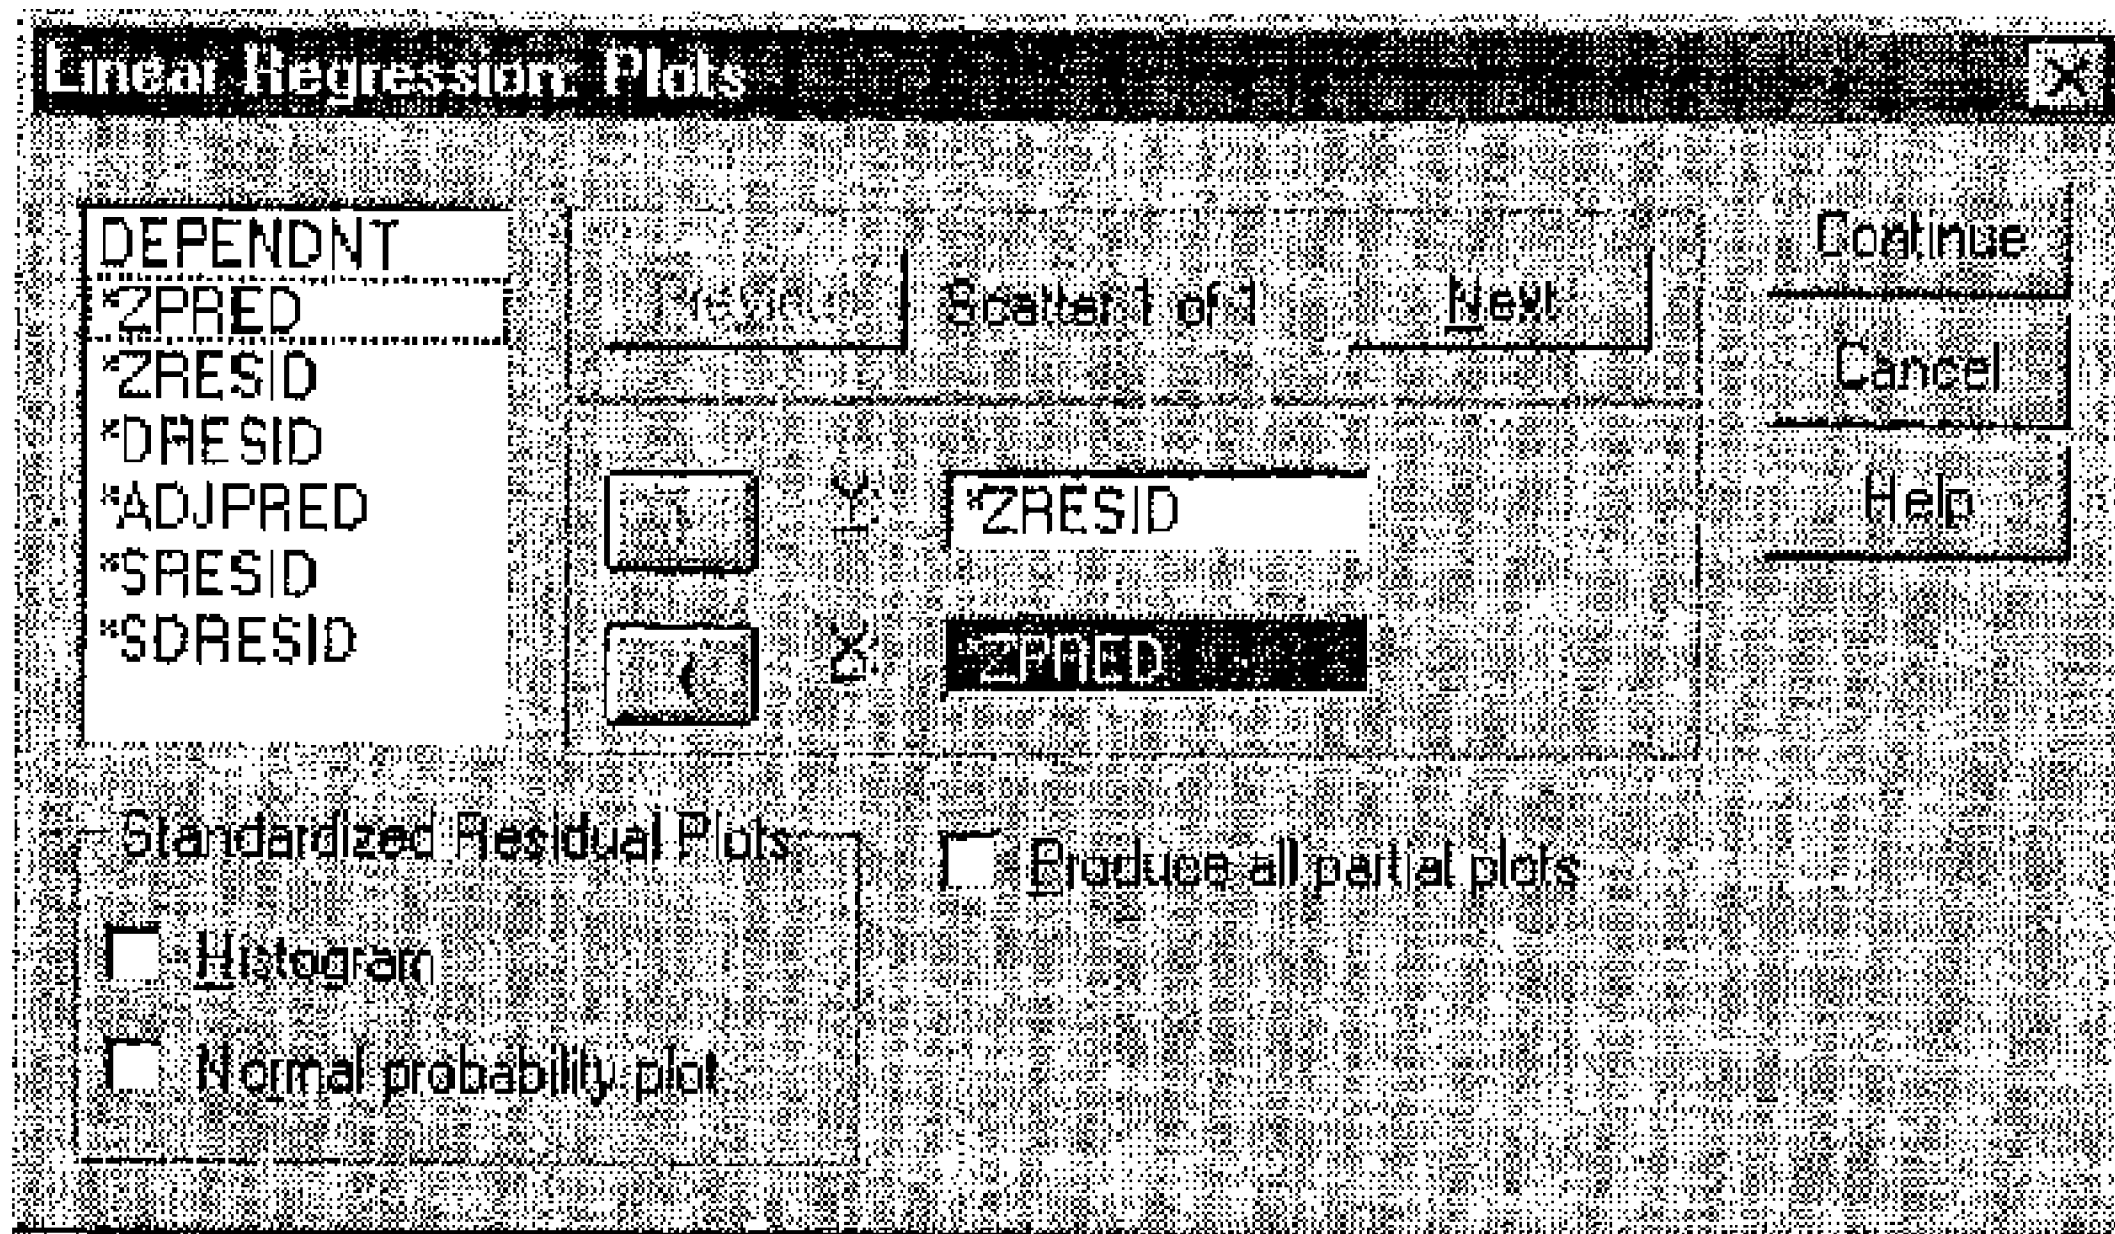 Linear Regression: Plots
DEPENDNT
*ZPRED
*ZRESID
*DRESID
*ADJPRED
*SRESID
*SDRESID
Previous
Scatter 1 of 1
Next
Y:
*ZRESID
X:
*ZPRED
Continue
Cancel
Help
Standardized Residual Plots
Histogram
Normal probability plot
Produce all partial plots